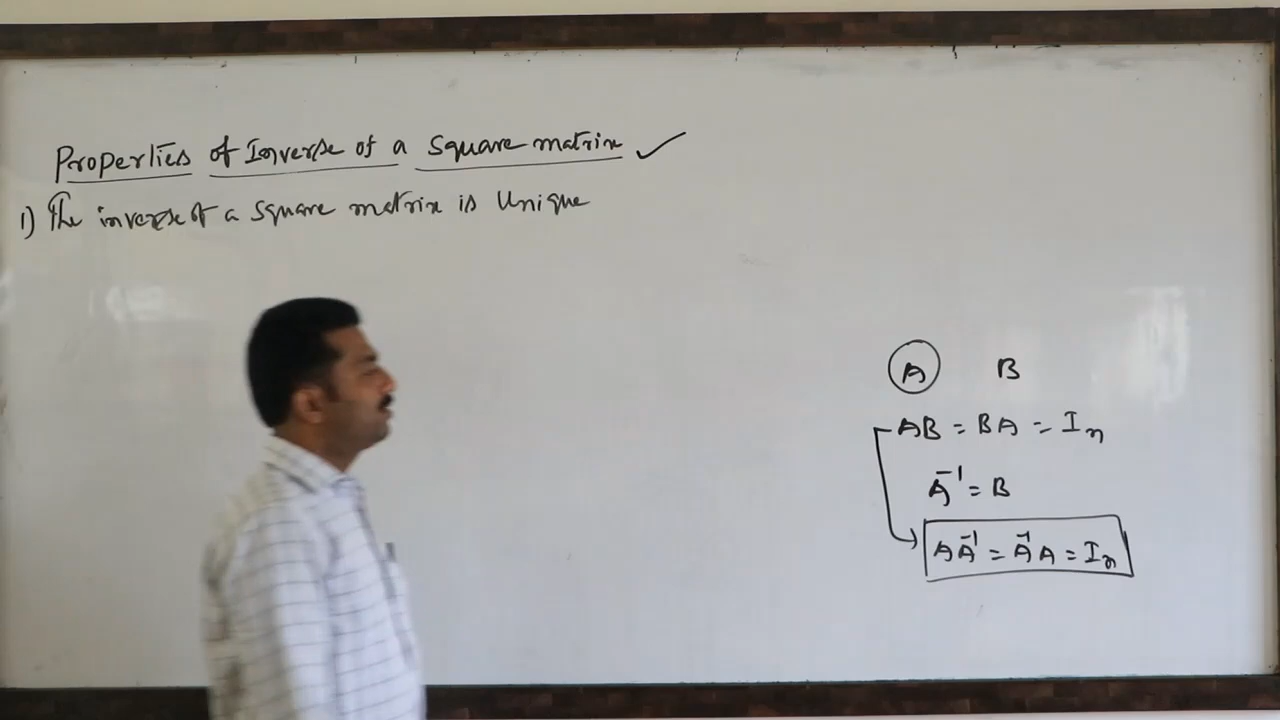 Properties of Inverse of a Square matrix ✓
1) The inverse of a square matrix is Unique
A B
AB = BA = Iₙ
A⁻¹ = B
AA⁻¹ = A⁻¹A = Iₙ